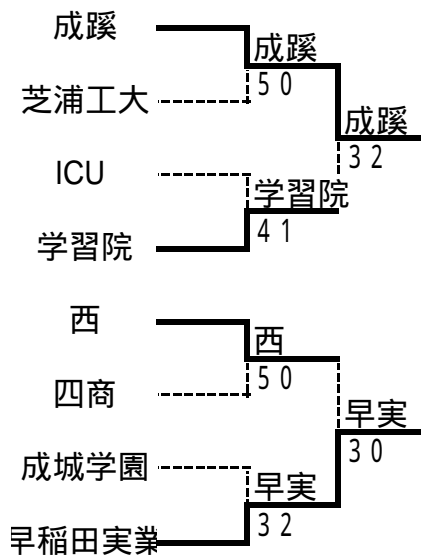 成蹊
成蹊
5 0
芝浦工大
成蹊
3 2
ICU
学習院
4 1
学習院
西
西
5 0
四商
早実
3 0
成城学園
早実
3 2
早稲田実業